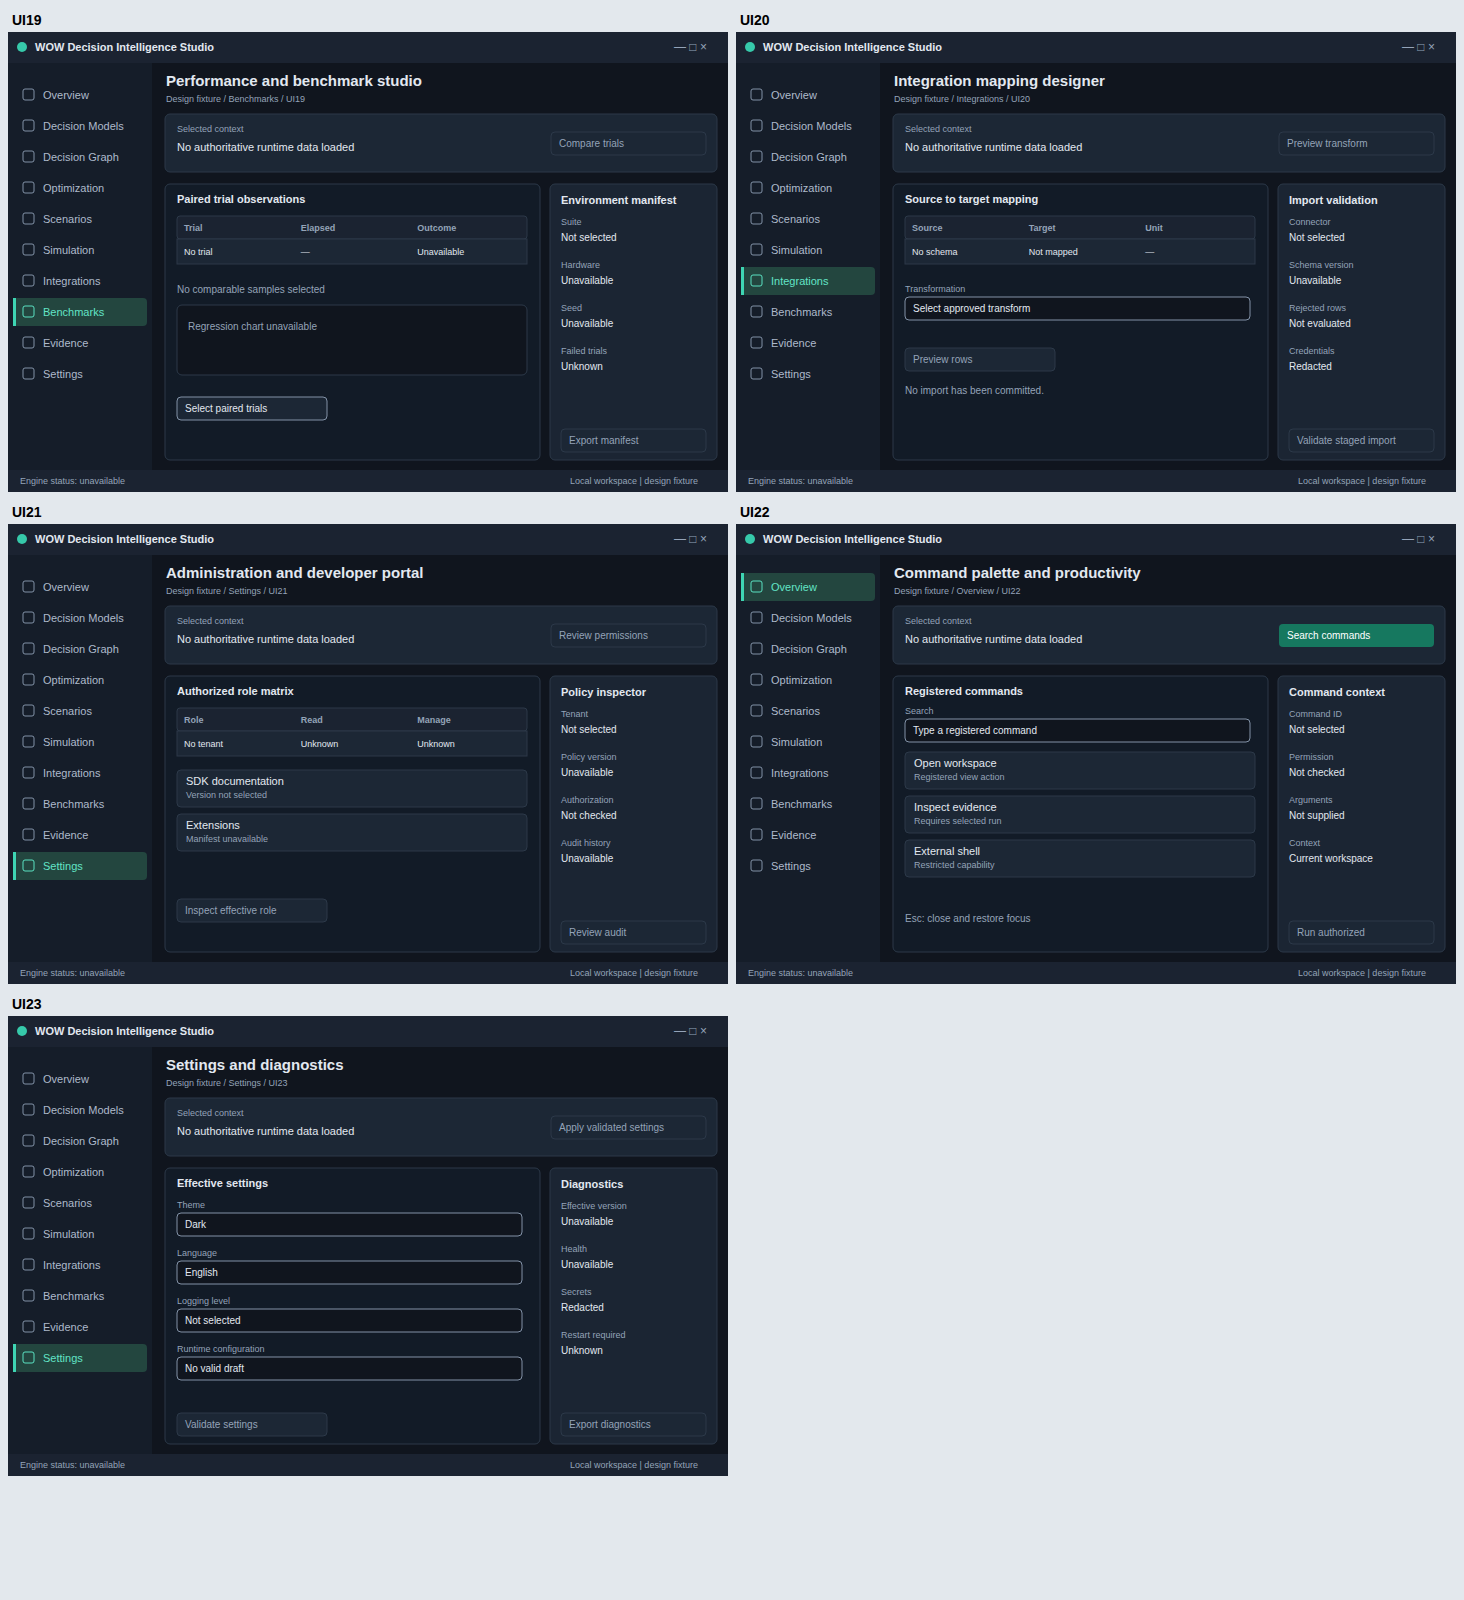 UI19
WOW Decision Intelligence Studio
— □ ×
Overview
Decision Models
Decision Graph
Optimization
Scenarios
Simulation
Integrations
Benchmarks
Evidence
Settings
Performance and benchmark studio
Design fixture / Benchmarks / UI19
Selected context
No authoritative runtime data loaded
Compare trials
Paired trial observations
Trial Elapsed Outcome
No trial — Unavailable
No comparable samples selected
Regression chart unavailable
Select paired trials
Environment manifest
Suite
Not selected
Hardware
Unavailable
Seed
Unavailable
Failed trials
Unknown
Export manifest
Engine status: unavailable
Local workspace | design fixture
UI20
WOW Decision Intelligence Studio
— □ ×
Overview
Decision Models
Decision Graph
Optimization
Scenarios
Simulation
Integrations
Benchmarks
Evidence
Settings
Integration mapping designer
Design fixture / Integrations / UI20
Selected context
No authoritative runtime data loaded
Preview transform
Source to target mapping
Source Target Unit
No schema Not mapped —
Transformation
Select approved transform
Preview rows
No import has been committed.
Import validation
Connector
Not selected
Schema version
Unavailable
Rejected rows
Not evaluated
Credentials
Redacted
Validate staged import
Engine status: unavailable
Local workspace | design fixture
UI21
WOW Decision Intelligence Studio
— □ ×
Overview
Decision Models
Decision Graph
Optimization
Scenarios
Simulation
Integrations
Benchmarks
Evidence
Settings
Administration and developer portal
Design fixture / Settings / UI21
Selected context
No authoritative runtime data loaded
Review permissions
Authorized role matrix
Role Read Manage
No tenant Unknown Unknown
SDK documentation
Version not selected
Extensions
Manifest unavailable
Inspect effective role
Policy inspector
Tenant
Not selected
Policy version
Unavailable
Authorization
Not checked
Audit history
Unavailable
Review audit
Engine status: unavailable
Local workspace | design fixture
UI22
WOW Decision Intelligence Studio
— □ ×
Overview
Decision Models
Decision Graph
Optimization
Scenarios
Simulation
Integrations
Benchmarks
Evidence
Settings
Command palette and productivity
Design fixture / Overview / UI22
Selected context
No authoritative runtime data loaded
Search commands
Registered commands
Search
Type a registered command
Open workspace
Registered view action
Inspect evidence
Requires selected run
External shell
Restricted capability
Esc: close and restore focus
Command context
Command ID
Not selected
Permission
Not checked
Arguments
Not supplied
Context
Current workspace
Run authorized
Engine status: unavailable
Local workspace | design fixture
UI23
WOW Decision Intelligence Studio
— □ ×
Overview
Decision Models
Decision Graph
Optimization
Scenarios
Simulation
Integrations
Benchmarks
Evidence
Settings
Settings and diagnostics
Design fixture / Settings / UI23
Selected context
No authoritative runtime data loaded
Apply validated settings
Effective settings
Theme
Dark
Language
English
Logging level
Not selected
Runtime configuration
No valid draft
Validate settings
Diagnostics
Effective version
Unavailable
Health
Unavailable
Secrets
Redacted
Restart required
Unknown
Export diagnostics
Engine status: unavailable
Local workspace | design fixture